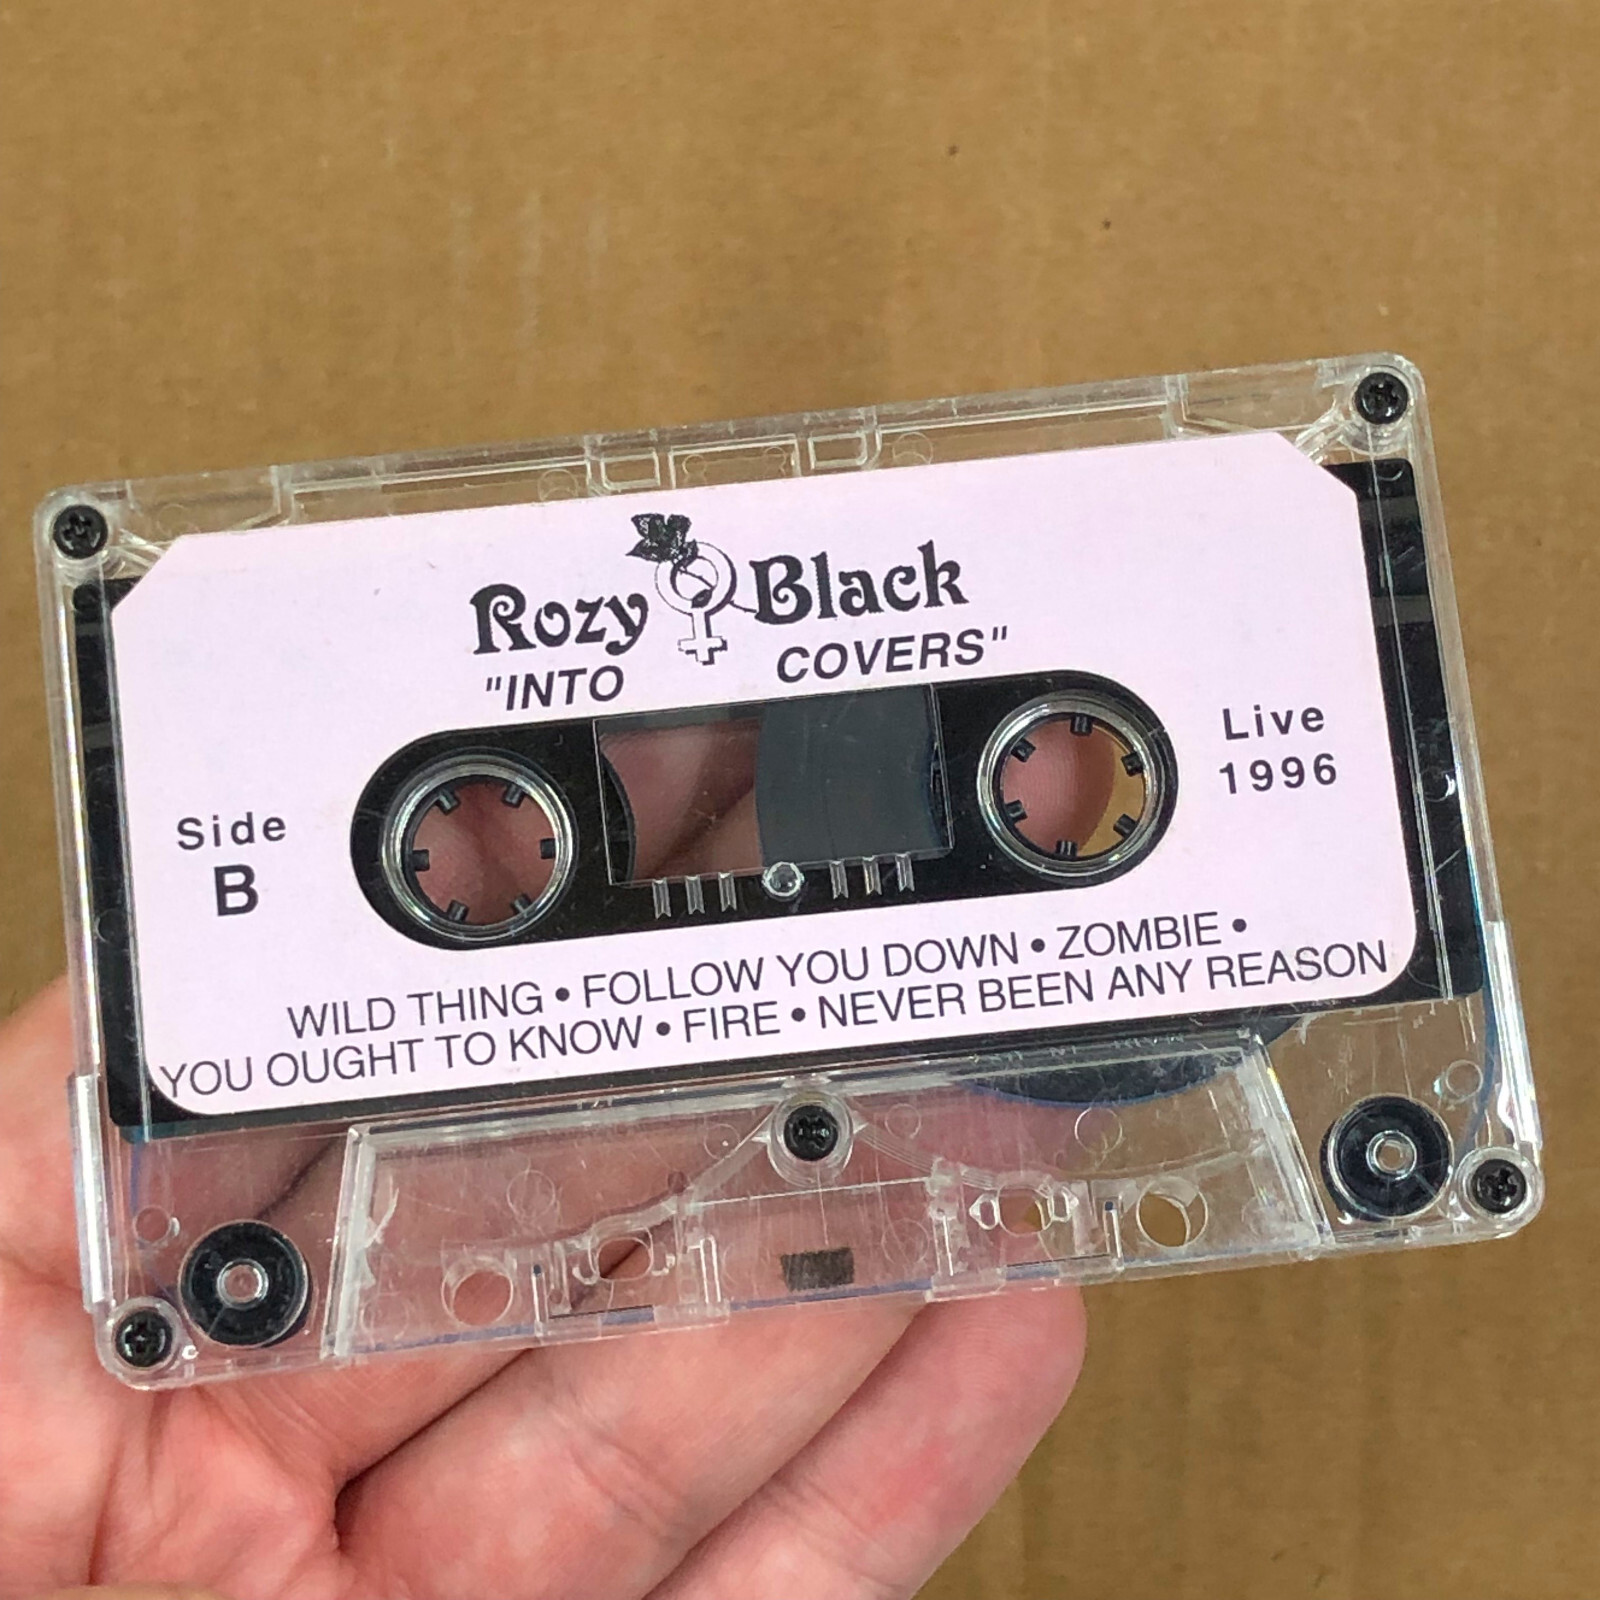 Rozy Black
"INTO COVERS"
Live
1996
Side
B
WILD THING • FOLLOW YOU DOWN • ZOMBIE •
YOU OUGHT TO KNOW • FIRE • NEVER BEEN ANY REASON